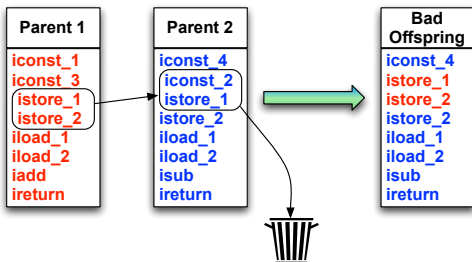 Parent 1
iconst_1
iconst_3
istore_1
istore_2
iload_1
iload_2
iadd
ireturn
Parent 2
iconst_4
iconst_2
istore_1
istore_2
iload_1
iload_2
isub
ireturn
Bad
Offspring
iconst_4
istore_1
istore_2
istore_2
iload_1
iload_2
isub
ireturn